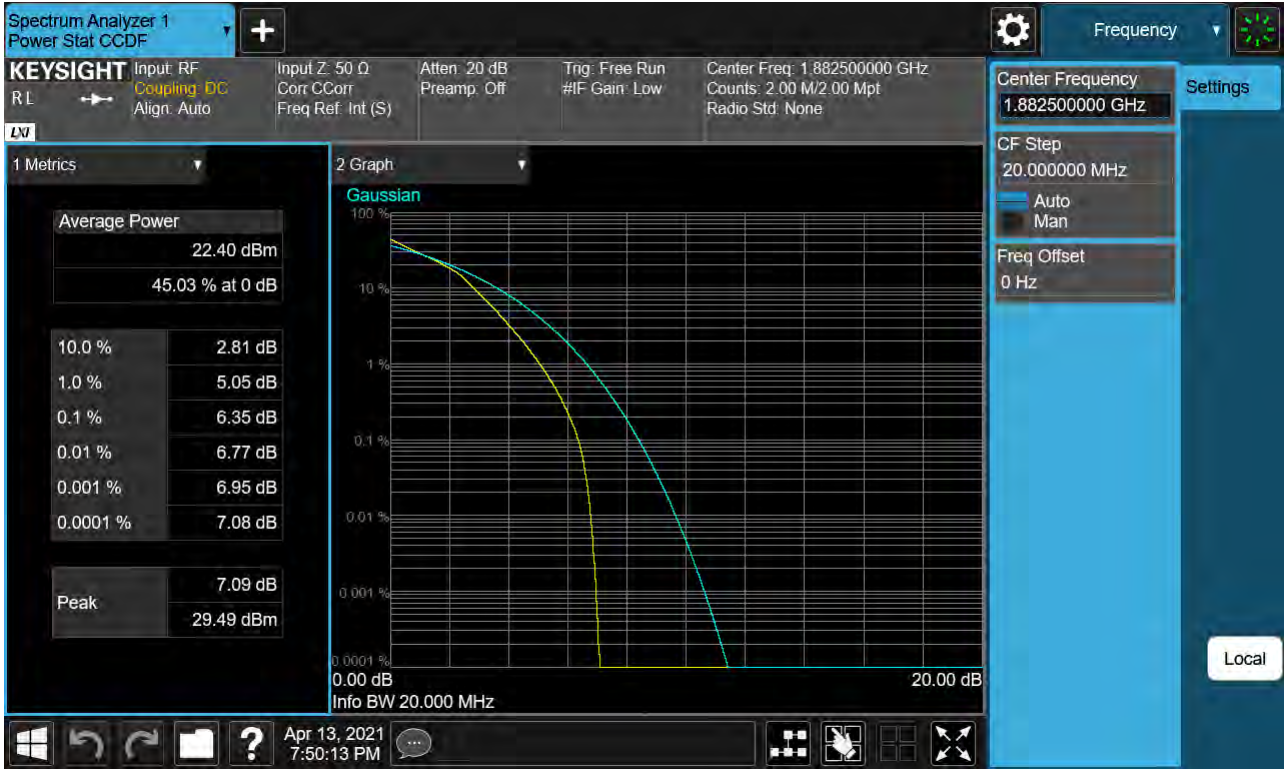 Spectrum Analyzer 1
Power Stat CCDF
Frequency
KEYSIGHT
R L
LXI
Input: RF
Coupling: DC
Align: Auto
Input Z: 50 Ω
Corr CCorr
Freq Ref: Int (S)
Atten: 20 dB
Preamp: Off
Trig: Free Run
#IF Gain: Low
Center Freq: 1.882500000 GHz
Counts: 2.00 M/2.00 Mpt
Radio Std: None
Center Frequency
1.882500000 GHz
Settings
CF Step
20.000000 MHz
Auto
Man
Freq Offset
0 Hz
1 Metrics
Average Power
22.40 dBm
45.03 % at 0 dB
10.0 % 2.81 dB
1.0 % 5.05 dB
0.1 % 6.35 dB
0.01 % 6.77 dB
0.001 % 6.95 dB
0.0001 % 7.08 dB
Peak
7.09 dB
29.49 dBm
2 Graph
Gaussian
100 %
10 %
1 %
0.1 %
0.01 %
0.001 %
0.0001 %
0.00 dB 20.00 dB
Info BW 20.000 MHz
Local
?
Apr 13, 2021
7:50:13 PM